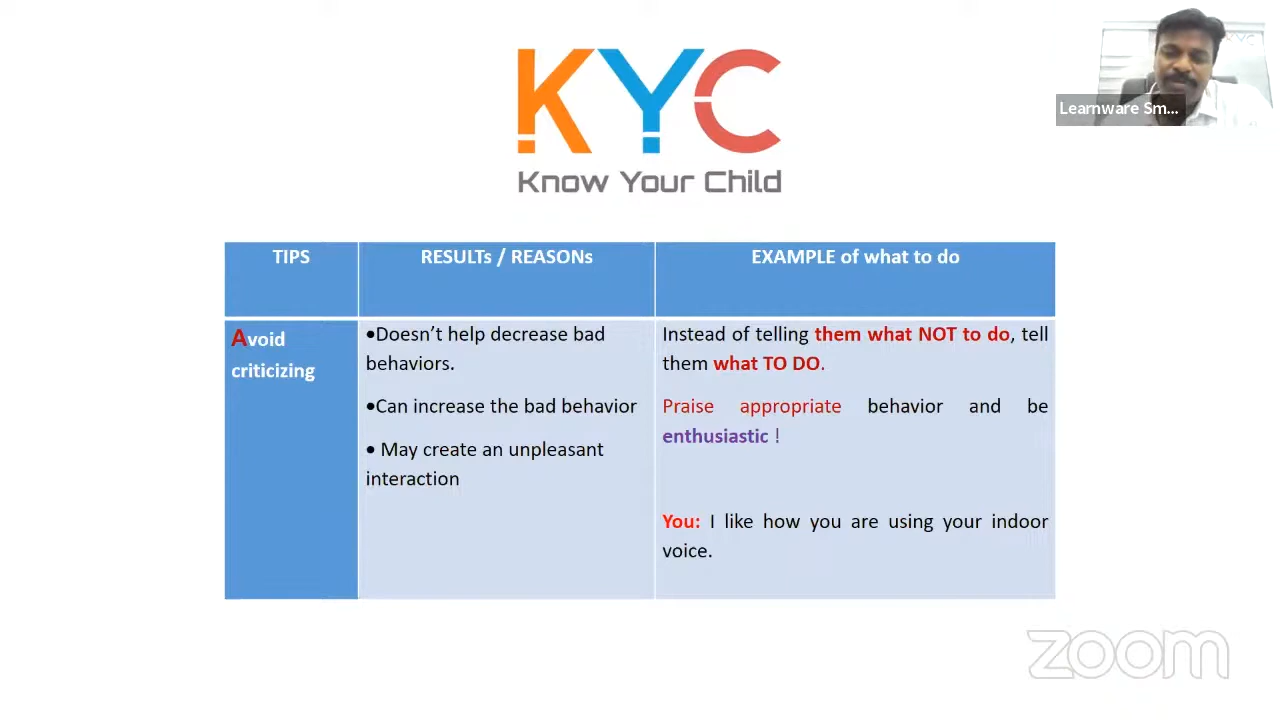 KYC
Know Your Child
Learnware Sm...
TIPS
RESULTs / REASONs
EXAMPLE of what to do
Avoid
criticizing
•Doesn’t help decrease bad
behaviors.
•Can increase the bad behavior
• May create an unpleasant
interaction
Instead of telling them what NOT to do, tell
them what TO DO.
Praise appropriate behavior and be
enthusiastic !
You: I like how you are using your indoor
voice.
zoom